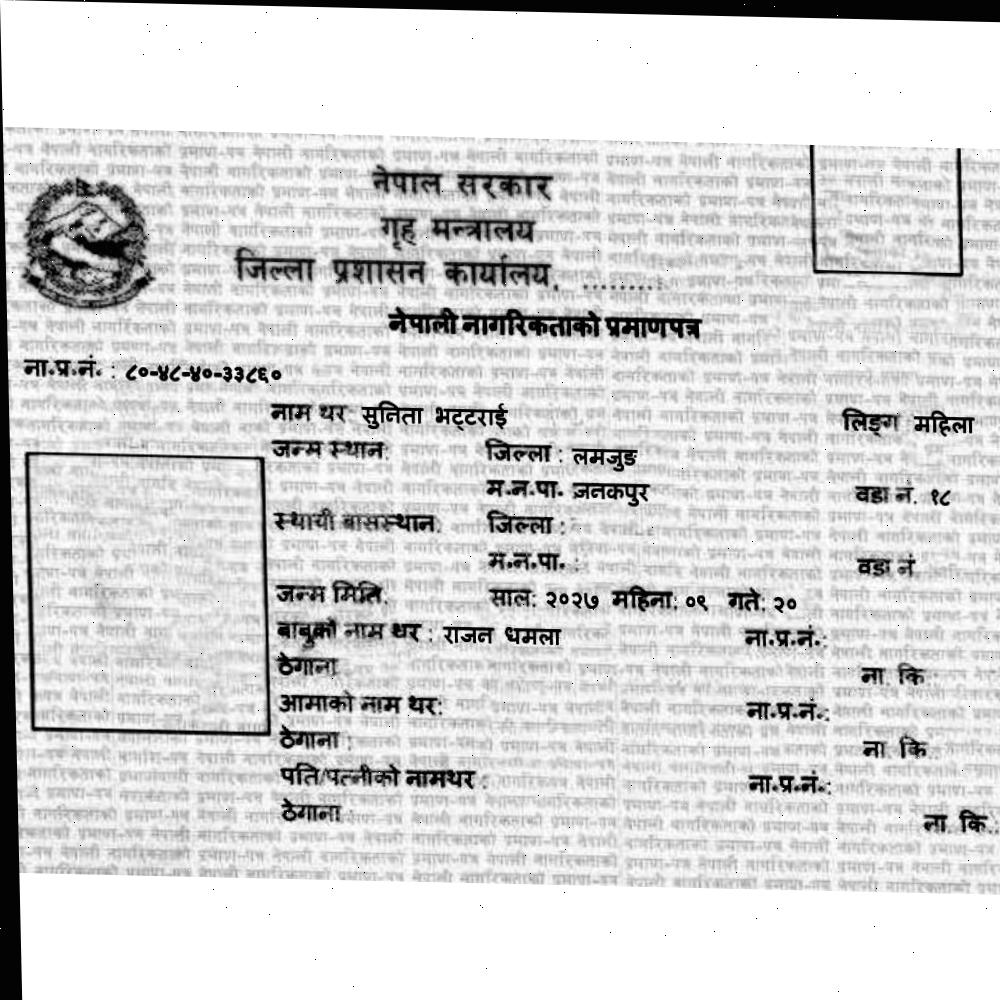 नेपाल सरकार
गृह मन्त्रालय
जिल्ला प्रशासन कार्यालय, .........
नेपाली नागरिकताको प्रमाणपत्र
ना.प्र.नं. : ८०-४८-४०-३३८६०
नाम थर: सुनिता भट्टराई लिङ्ग महिला
जन्म स्थान: जिल्ला : लमजुङ
म.न.पा. जनकपुर वडा नं. १८
स्थायी बासस्थान: जिल्ला :
म.न.पा. : वडा नं
जन्म मिति: साल: २०२७ महिना: ०९ गते: २०
बाबुको नाम थर : राजन धमला ना.प्र.नं.:
ठेगाना ना. कि.:
आमाको नाम थर: ना.प्र.नं.:
ठेगाना : ना. कि.
पति/पत्नीको नामथर : ना.प्र.नं.:
ठेगाना ना. कि.: